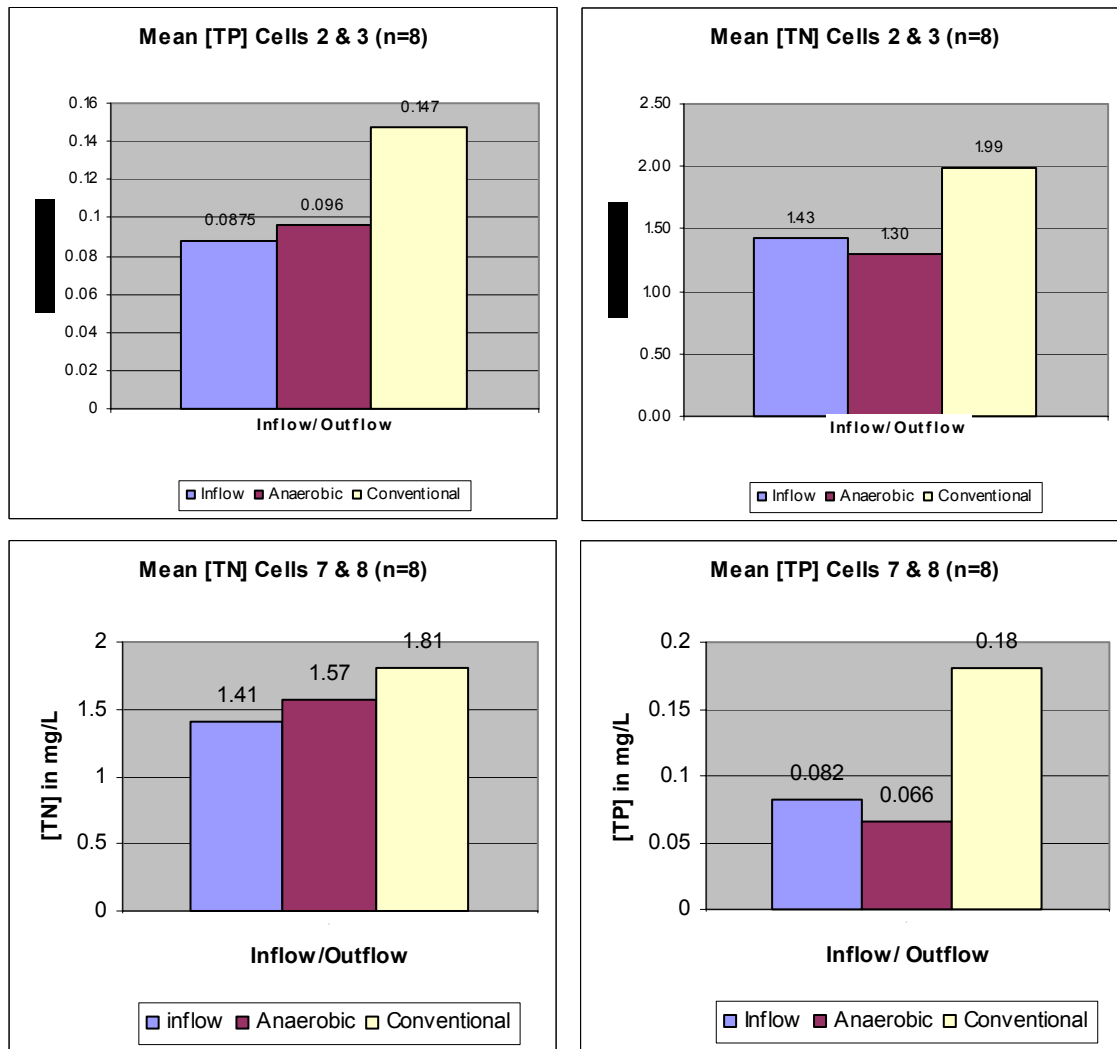 Mean [TP] Cells 2 & 3 (n=8)
0.16
0.14
0.12
0.1
0.08
0.06
0.04
0.02
0
0.0875
0.096
0.147
Inflow/Outflow
Inflow Anaerobic Conventional
Mean [TN] Cells 2 & 3 (n=8)
2.50
2.00
1.50
1.00
0.50
0.00
1.43
1.30
1.99
Inflow/Outflow
Inflow Anaerobic Conventional
Mean [TN] Cells 7 & 8 (n=8)
[TN] in mg/L
2
1.5
1
0.5
0
1.41
1.57
1.81
Inflow/Outflow
inflow Anaerobic Conventional
Mean [TP] Cells 7 & 8 (n=8)
[TP] in mg/L
0.2
0.15
0.1
0.05
0
0.082
0.066
0.18
Inflow/ Outflow
Inflow Anaerobic Conventional